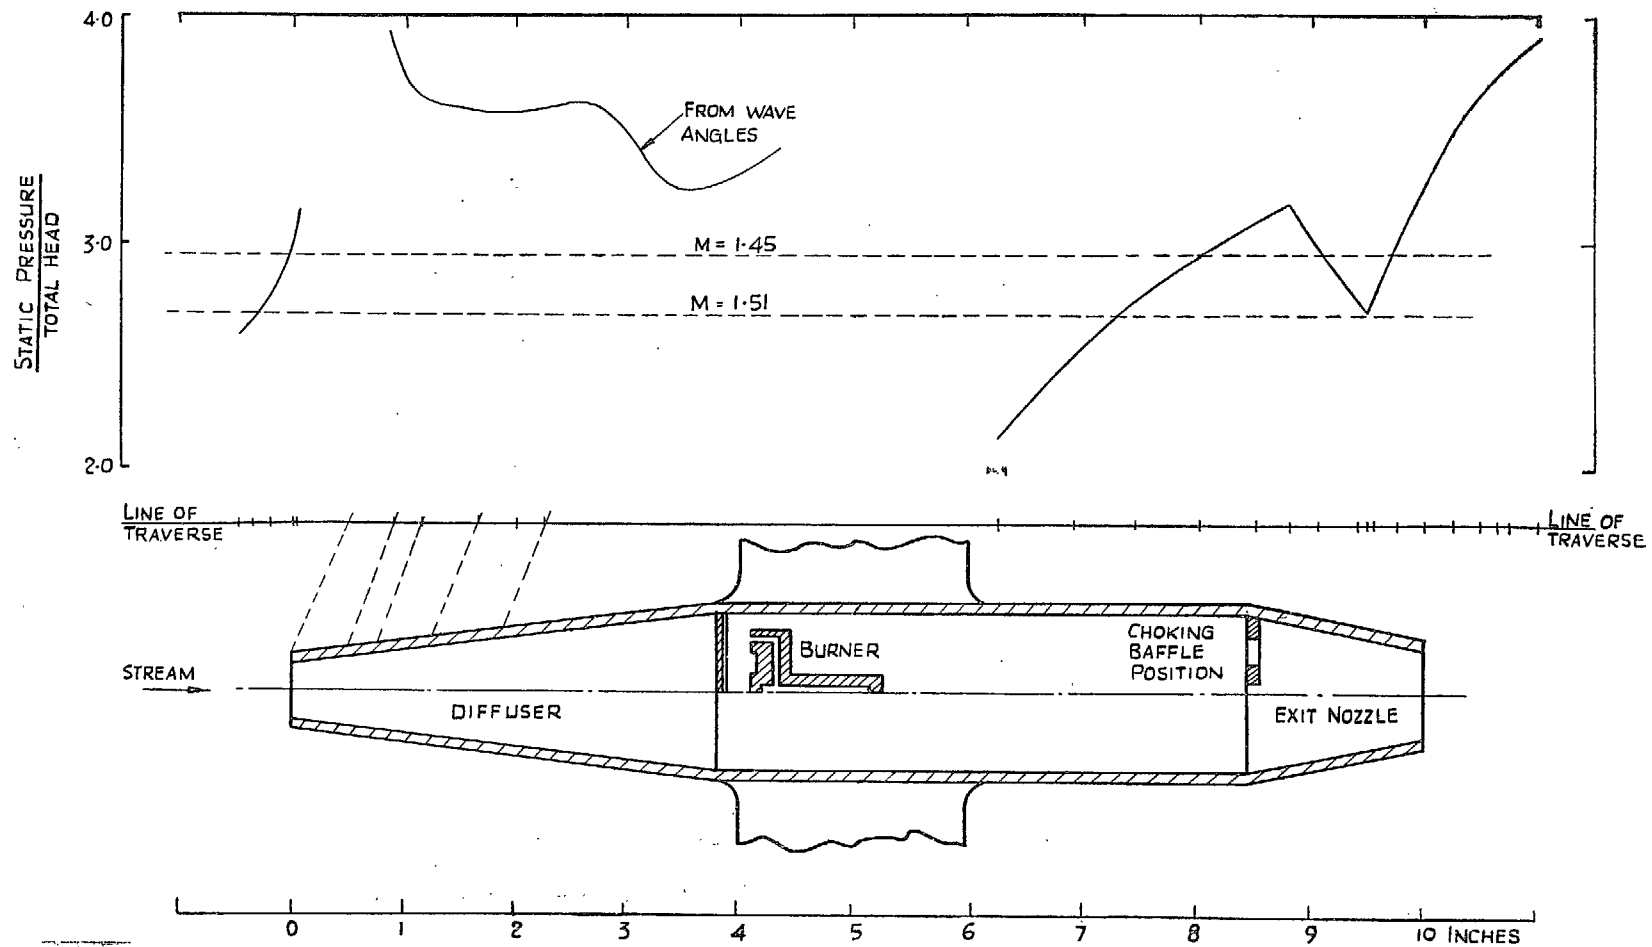 4·0
3·0
2·0
STATIC PRESSURE
TOTAL HEAD
FROM WAVE
ANGLES
M = 1·45
M = 1·51
LINE OF
TRAVERSE
LINE OF
TRAVERSE
STREAM
BURNER
CHOKING
BAFFLE
POSITION
DIFFUSER
EXIT NOZZLE
0 1 2 3 4 5 6 7 8 9 10 INCHES